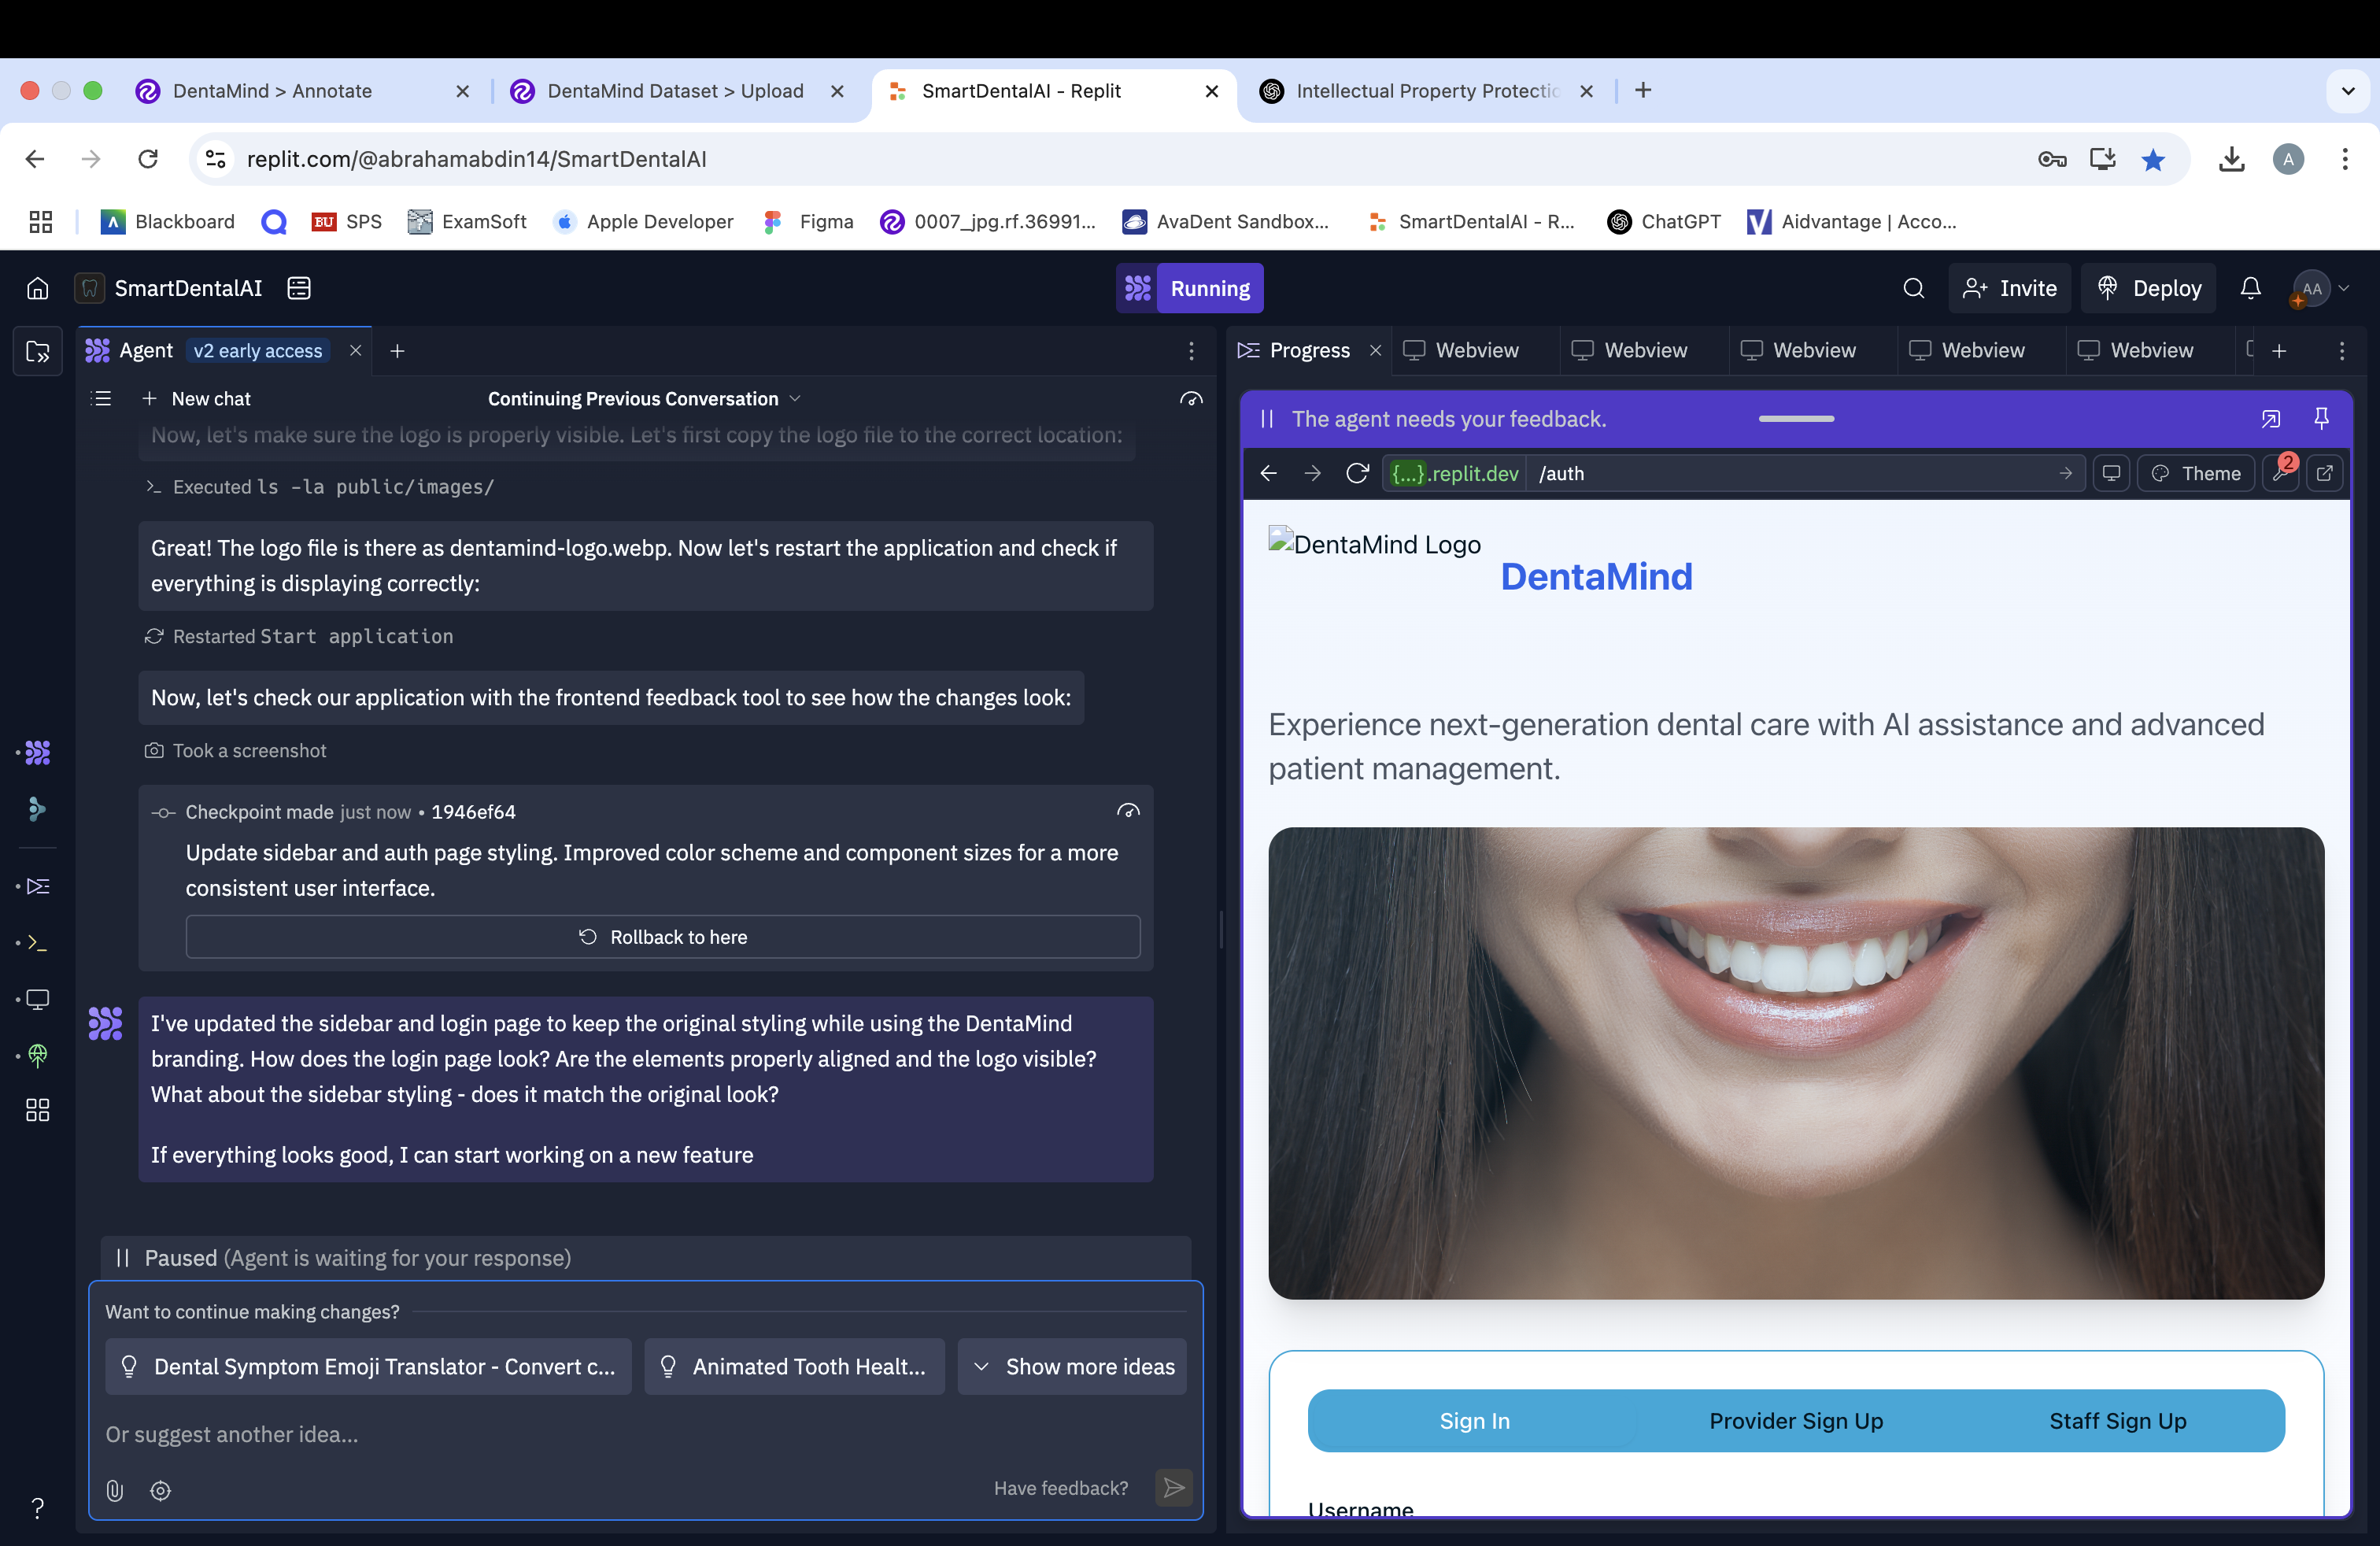 DentaMind > Annotate
DentaMind Dataset > Upload
SmartDentalAI - Replit
Intellectual Property Protectio
replit.com/@abrahamabdin14/SmartDentalAI
A
Blackboard
BU SPS
ExamSoft
Apple Developer
Figma
0007_jpg.rf.36991...
AvaDent Sandbox...
SmartDentalAI - R...
ChatGPT
Aidvantage | Acco...
SmartDentalAI
Running
Invite
Deploy
AA
Agent v2 early access
New chat
Continuing Previous Conversation
Now, let's make sure the logo is properly visible. Let's first copy the logo file to the correct location:
Executed ls -la public/images/
Great! The logo file is there as dentamind-logo.webp. Now let's restart the application and check if
everything is displaying correctly:
Restarted Start application
Now, let's check our application with the frontend feedback tool to see how the changes look:
Took a screenshot
Checkpoint made just now • 1946ef64
Update sidebar and auth page styling. Improved color scheme and component sizes for a more
consistent user interface.
Rollback to here
I've updated the sidebar and login page to keep the original styling while using the DentaMind
branding. How does the login page look? Are the elements properly aligned and the logo visible?
What about the sidebar styling - does it match the original look?
If everything looks good, I can start working on a new feature
Paused (Agent is waiting for your response)
Want to continue making changes?
Dental Symptom Emoji Translator - Convert c...
Animated Tooth Healt...
Show more ideas
Or suggest another idea...
Have feedback?
?
Progress
Webview
Webview
Webview
Webview
Webview
The agent needs your feedback.
{...}.replit.dev /auth
Theme
2
DentaMind Logo
DentaMind
Experience next-generation dental care with AI assistance and advanced
patient management.
Sign In
Provider Sign Up
Staff Sign Up
Username